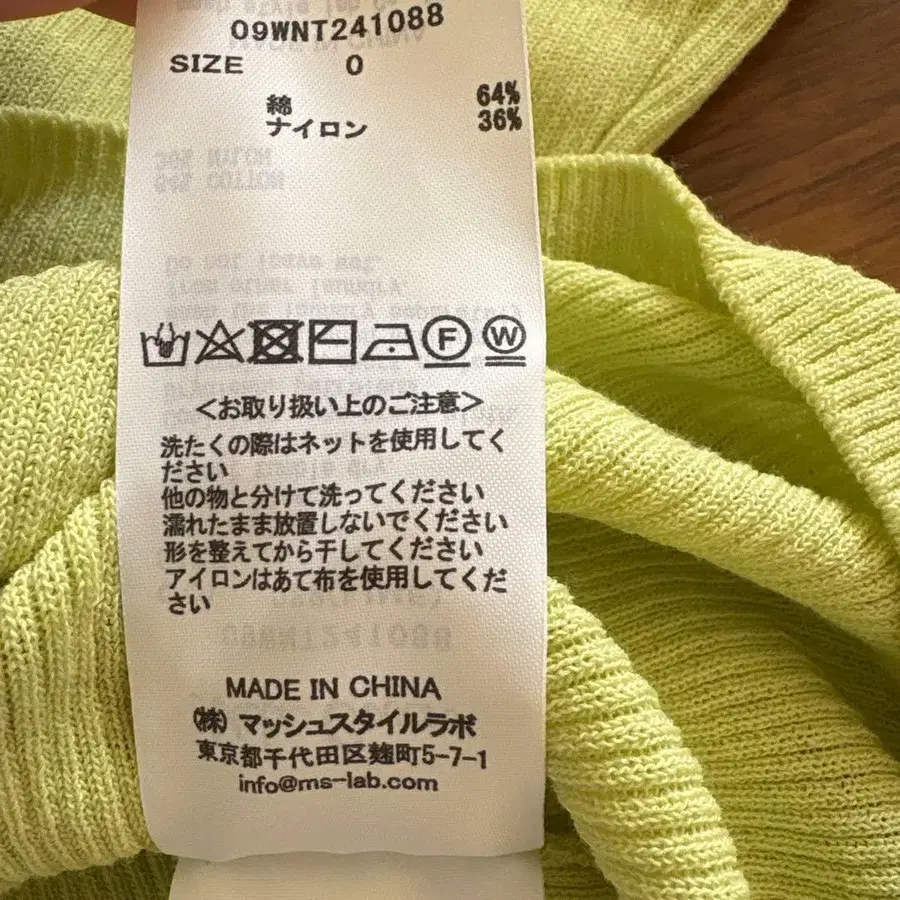 09WNT241088
SIZE 0
綿 64%
ナイロン 36%
F W
<お取り扱い上のご注意>
洗たくの際はネットを使用してく
ださい
他の物と分けて洗ってください
濡れたまま放置しないでください
形を整えてから干してください
アイロンはあて布を使用してくだ
さい
MADE IN CHINA
(株) マッシュスタイルラボ
東京都千代田区麹町5-7-1
info@ms-lab.com